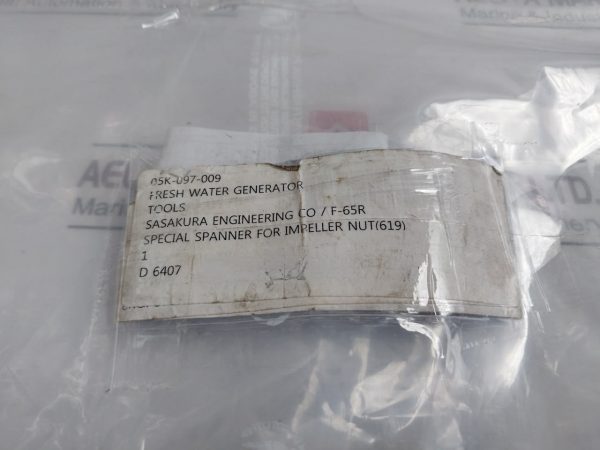 05K-097-009
FRESH WATER GENERATOR
TOOLS
SASAKURA ENGINEERING CO / F-65R
SPECIAL SPANNER FOR IMPELLER NUT(619)
1
D 6407